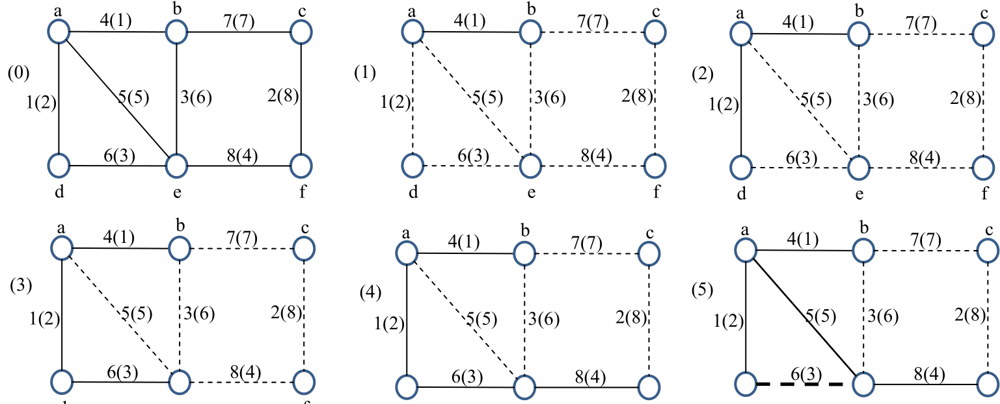 a b c a b c a b c
4(1) 7(7) 4(1) 7(7) 4(1) 7(7)
(0) (1) (2)
1(2) 5(5) 3(6) 2(8) 1(2) 5(5) 3(6) 2(8) 1(2) 5(5) 3(6) 2(8)
6(3) 8(4) 6(3) 8(4) 6(3) 8(4)
d e f d e f d e f
a b c a b c a b c
4(1) 7(7) 4(1) 7(7) 4(1) 7(7)
(3) (4) (5)
1(2) 5(5) 3(6) 2(8) 1(2) 5(5) 3(6) 2(8) 1(2) 5(5) 3(6) 2(8)
6(3) 8(4) 6(3) 8(4) 6(3) 8(4)